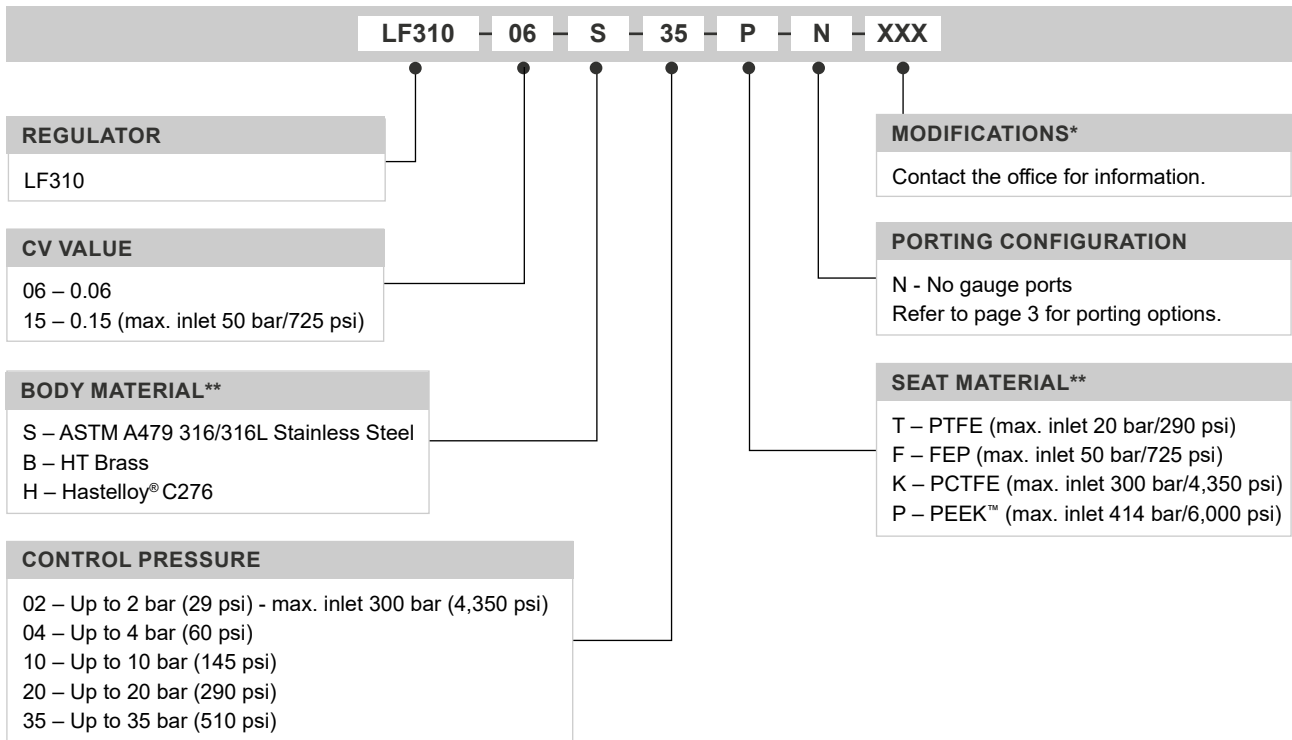 LF310 – 06 – S – 35 – P – N – XXX
REGULATOR
LF310
CV VALUE
06 – 0.06
15 – 0.15 (max. inlet 50 bar/725 psi)
BODY MATERIAL**
S – ASTM A479 316/316L Stainless Steel
B – HT Brass
H – Hastelloy® C276
CONTROL PRESSURE
02 – Up to 2 bar (29 psi) - max. inlet 300 bar (4,350 psi)
04 – Up to 4 bar (60 psi)
10 – Up to 10 bar (145 psi)
20 – Up to 20 bar (290 psi)
35 – Up to 35 bar (510 psi)
MODIFICATIONS*
Contact the office for information.
PORTING CONFIGURATION
N - No gauge ports
Refer to page 3 for porting options.
SEAT MATERIAL**
T – PTFE (max. inlet 20 bar/290 psi)
F – FEP (max. inlet 50 bar/725 psi)
K – PCTFE (max. inlet 300 bar/4,350 psi)
P – PEEK™ (max. inlet 414 bar/6,000 psi)